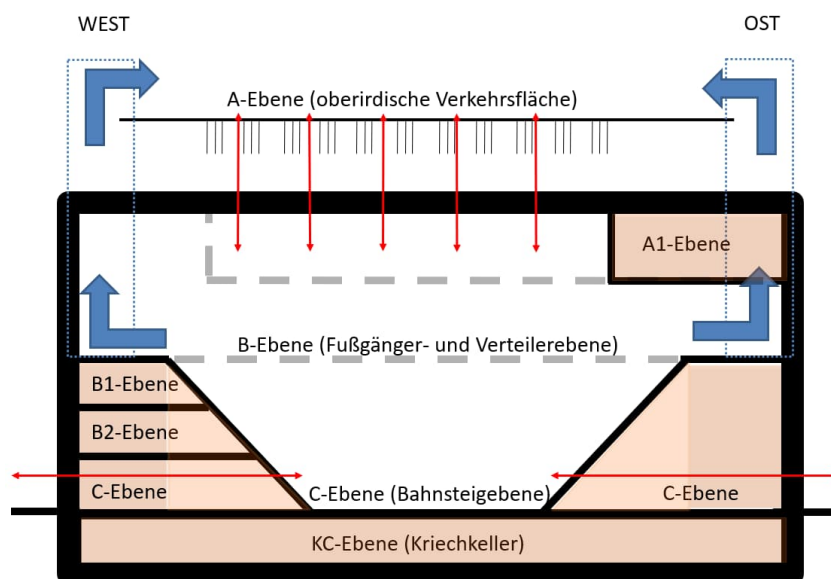 WEST
OST
A-Ebene (oberirdische Verkehrsfläche)
A1-Ebene
B-Ebene (Fußgänger- und Verteilerebene)
B1-Ebene
B2-Ebene
C-Ebene
C-Ebene (Bahnsteigebene)
C-Ebene
KC-Ebene (Kriechkeller)